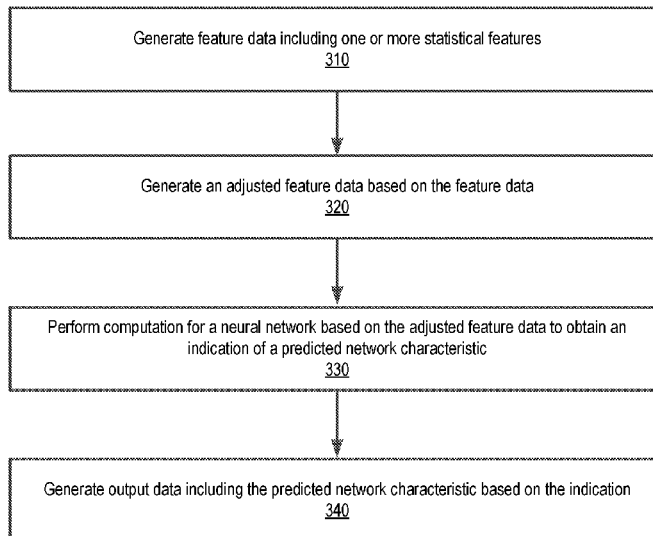 Generate feature data including one or more statistical features
310
Generate an adjusted feature data based on the feature data
320
Perform computation for a neural network based on the adjusted feature data to obtain an
indication of a predicted network characteristic
330
Generate output data including the predicted network characteristic based on the indication
340